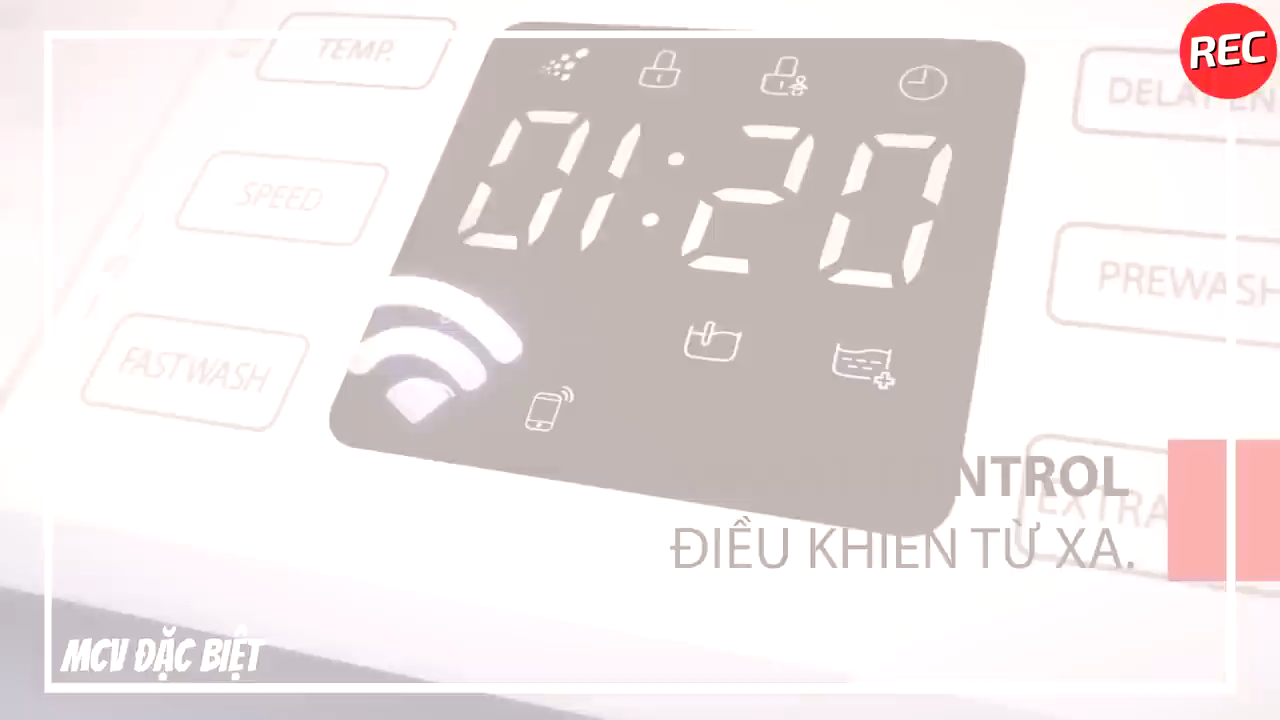 REC
TEMP.
DELAY EN
01:20
SPEED
PREWASH
FASTWASH
NTROL
EXTRA
ĐIỀU KHIỂN TỪ XA.
MCV ĐẶC BIỆT